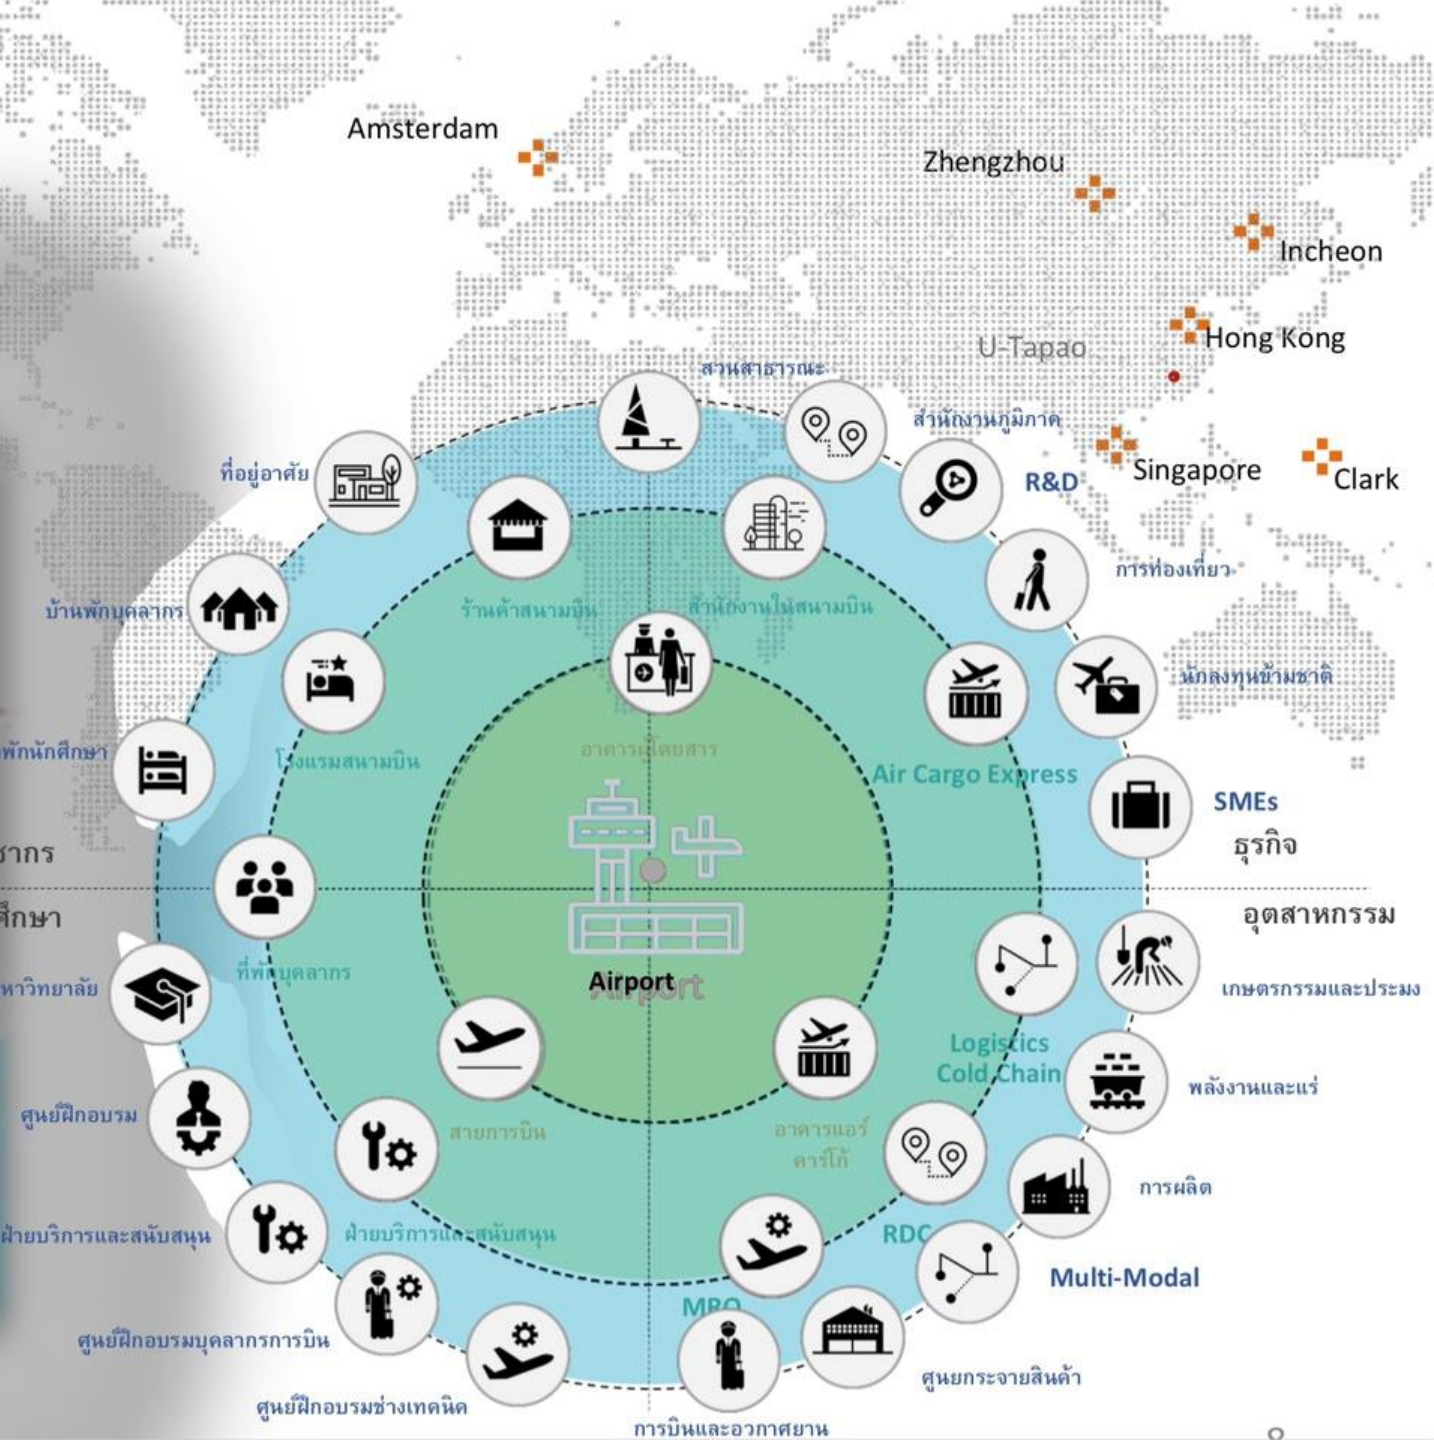 Amsterdam
Zhengzhou
Incheon
Hong Kong
U-Tapao
สวนสาธารณะ
สำนักงานภูมิภาค
ที่อยู่อาศัย
R&D
Singapore
Clark
การท่องเที่ยว
บ้านพักบุคลากร
ร้านค้าสนามบิน
สำนักงานในสนามบิน
นักลงทุนข้ามชาติ
พักนักศึกษา
โรงแรมสนามบิน
อาคารผู้โดยสาร
Air Cargo Express
SMEs
ธุรกิจ
ชากร
ศึกษา
อุตสาหกรรม
ที่พักบุคลากร
Airport
Airport
หาวิทยาลัย
เกษตรกรรมและประมง
Logistics
Cold Chain
พลังงานและแร่
ศูนย์ฝึกอบรม
สายการบิน
อาคารแอร์
คาร์โก้
การผลิต
ฝ่ายบริการและสนับสนุน
ฝ่ายบริการและสนับสนุน
RDC
Multi-Modal
MRO
ศูนย์ฝึกอบรมบุคลากรการบิน
ศูนยกระจายสินค้า
ศูนย์ฝึกอบรมช่างเทคนิค
การบินและอวกาศยาน